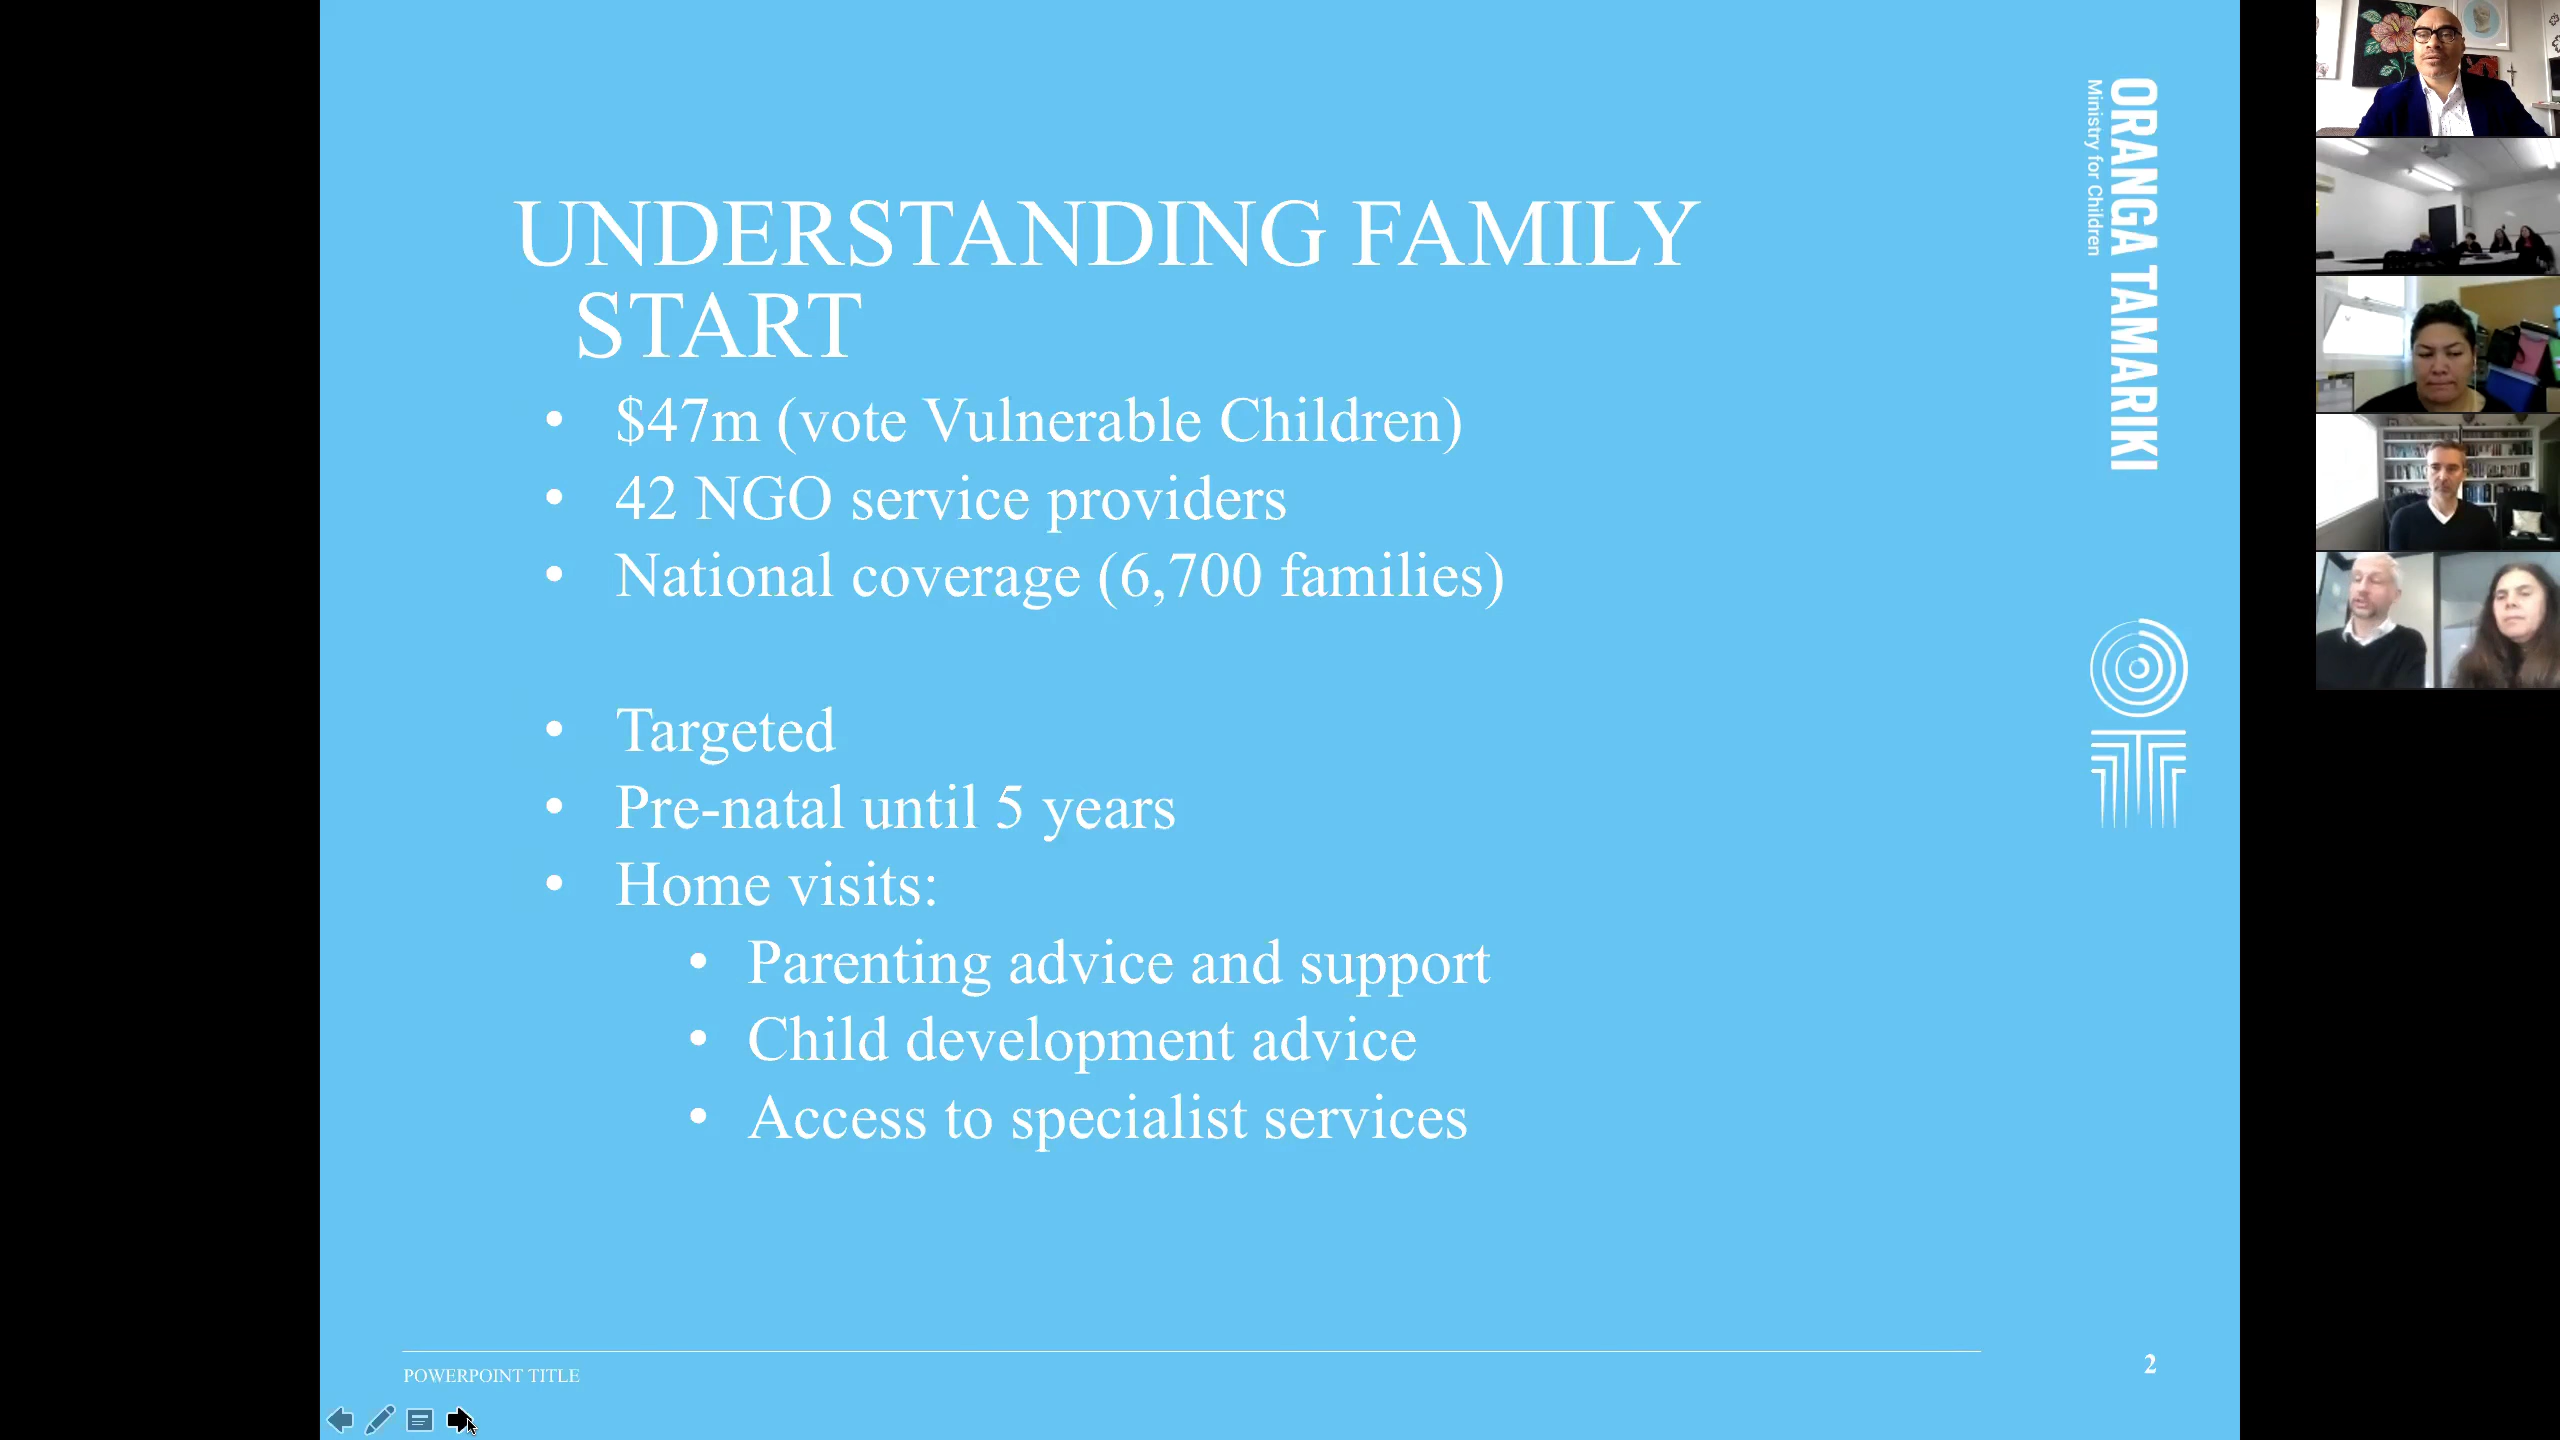 UNDERSTANDING FAMILY
START
• $47m (vote Vulnerable Children)
• 42 NGO service providers
• National coverage (6,700 families)
• Targeted
• Pre-natal until 5 years
• Home visits:
• Parenting advice and support
• Child development advice
• Access to specialist services
ORANGA TAMARIKI
Ministry for Children
POWERPOINT TITLE
2